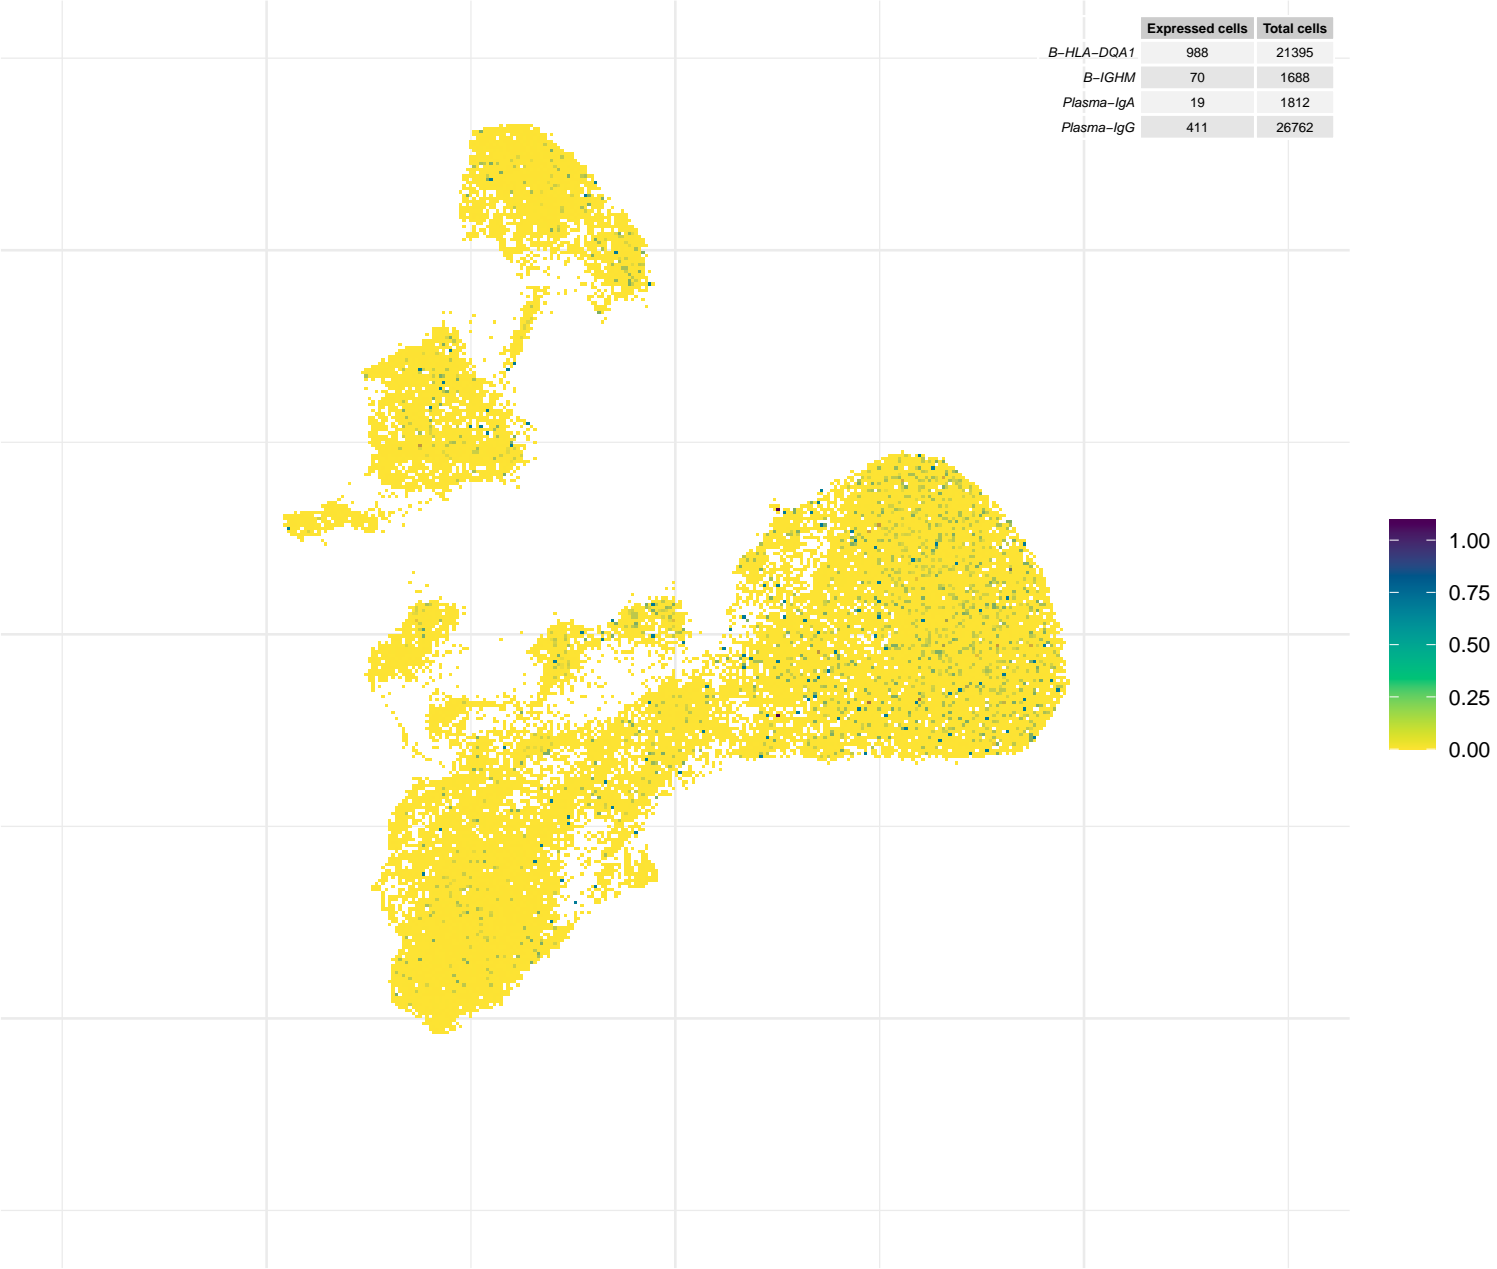 Expressed cells Total cells
B−HLA−DQA1 988 21395
B−IGHM 70 1688
Plasma−IgA 19 1812
Plasma−IgG 411 26762
1.00
0.75
0.50
0.25
0.00